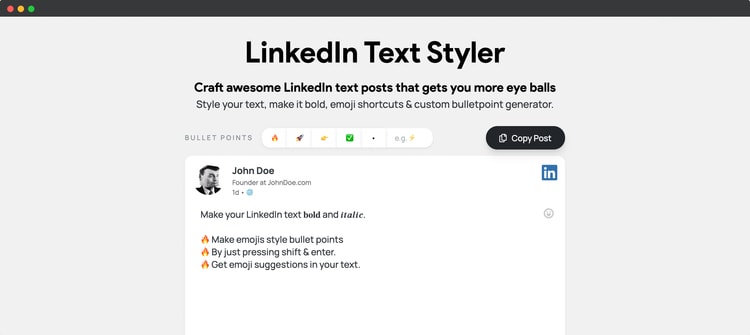 LinkedIn Text Styler
Craft awesome LinkedIn text posts that gets you more eye balls
Style your text, make it bold, emoji shortcuts & custom bulletpoint generator.
BULLET POINTS 🔥 🚀 👉 ✅ • e.g.⚡ Copy Post
John Doe
Founder at JohnDoe.com
1d •
in
Make your LinkedIn text bold and italic.
🔥 Make emojis style bullet points
🔥 By just pressing shift & enter.
🔥 Get emoji suggestions in your text.